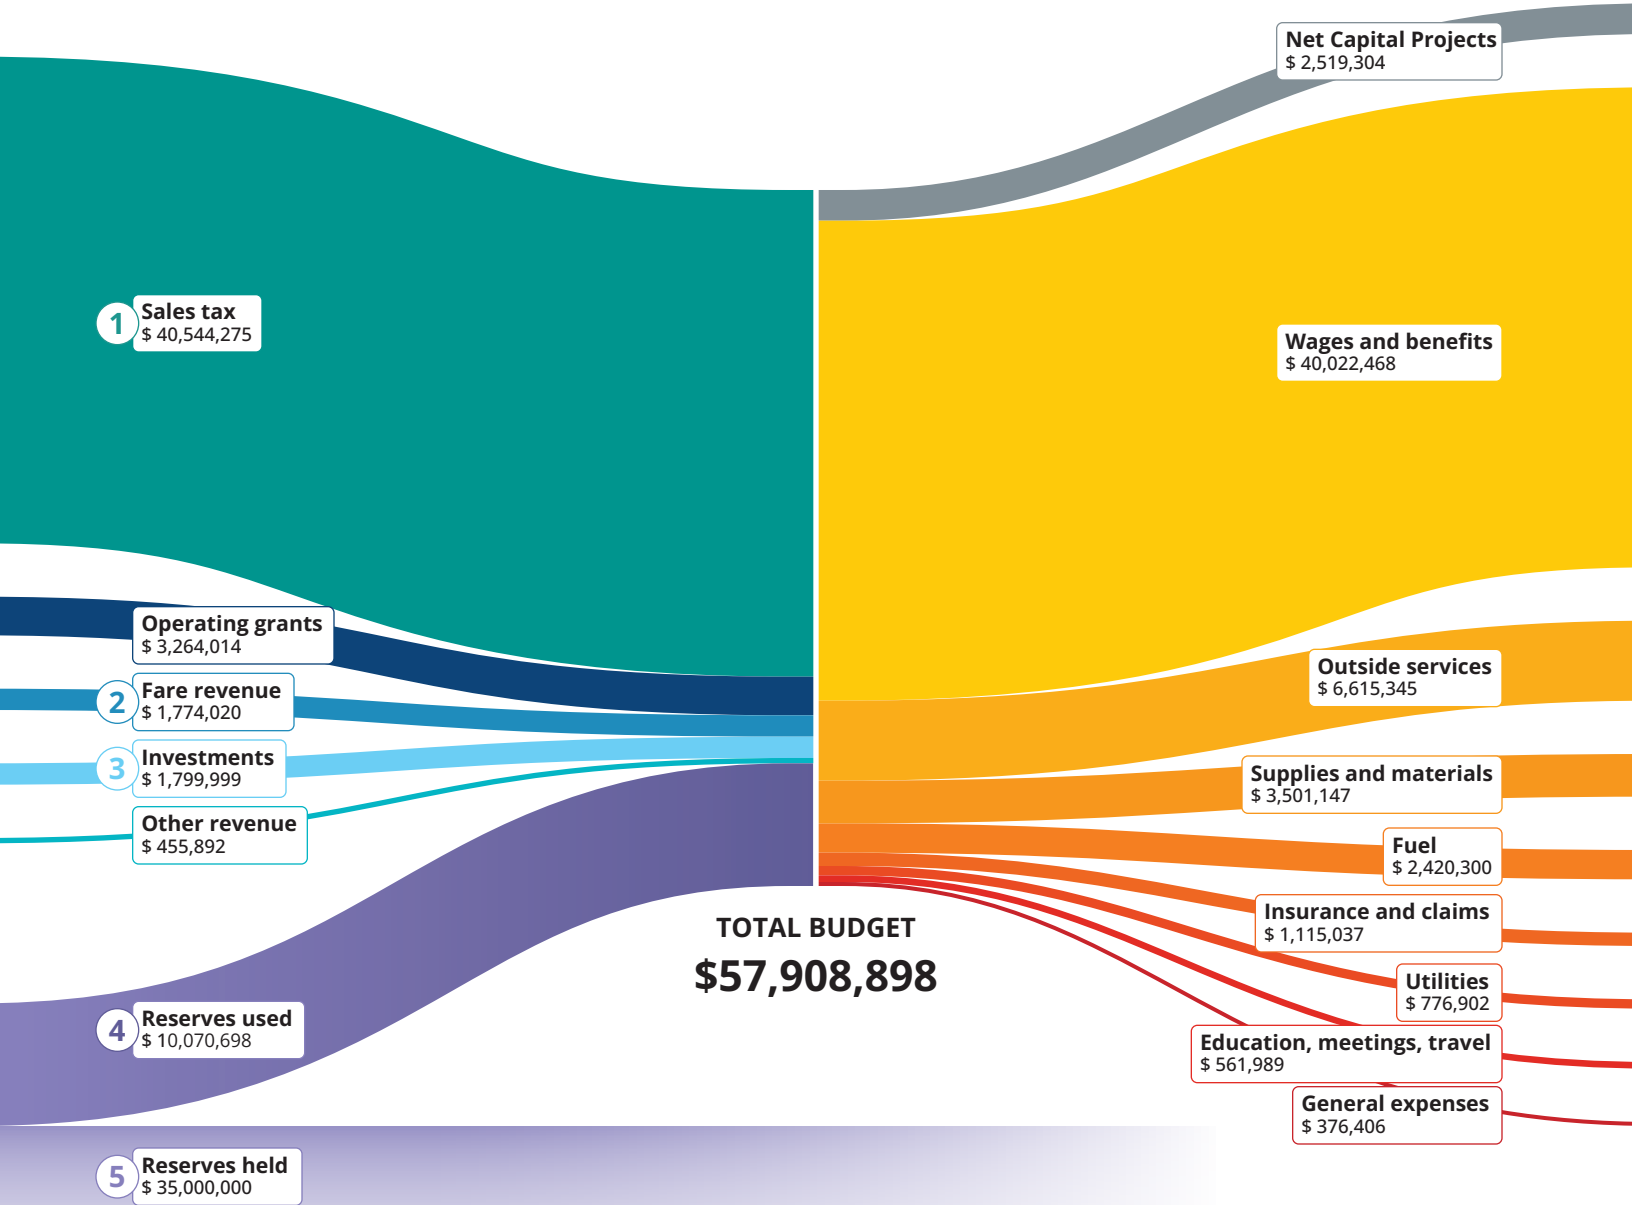 Net Capital Projects
$ 2,519,304
1
Sales tax
$ 40,544,275
Wages and benefits
$ 40,022,468
Operating grants
$ 3,264,014
2
Fare revenue
$ 1,774,020
3
Investments
$ 1,799,999
Other revenue
$ 455,892
4
Reserves used
$ 10,070,698
5
Reserves held
$ 35,000,000
TOTAL BUDGET
$57,908,898
Outside services
$ 6,615,345
Supplies and materials
$ 3,501,147
Fuel
$ 2,420,300
Insurance and claims
$ 1,115,037
Utilities
$ 776,902
Education, meetings, travel
$ 561,989
General expenses
$ 376,406